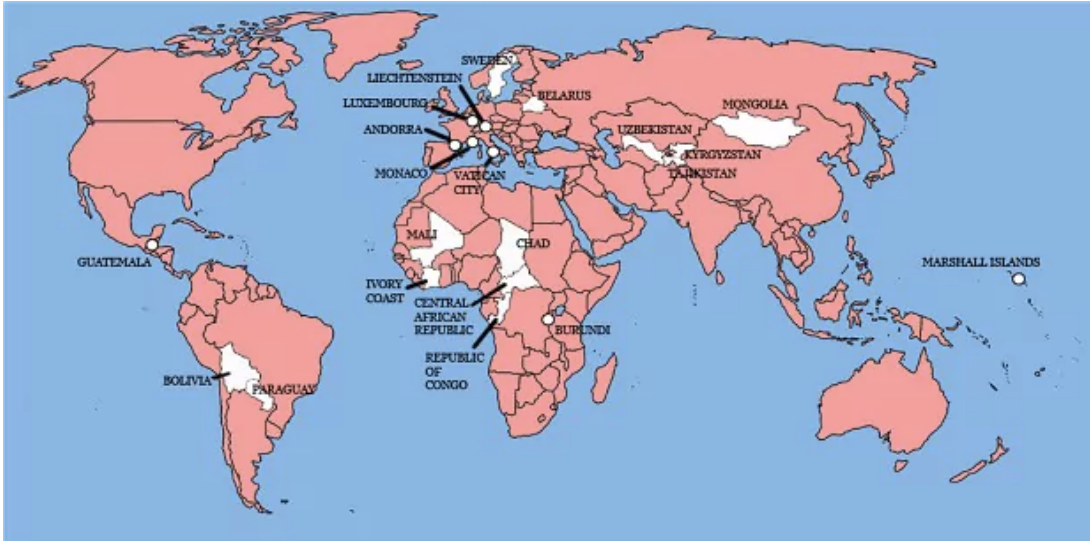 SWEDEN
LIECHTENSTEIN
LUXEMBOURG
BELARUS
MONGOLIA
ANDORRA
UZBEKISTAN
MONACO
VATICAN
CITY
KYRGYZSTAN
TAJIKISTAN
MALI
CHAD
GUATEMALA
MARSHALL ISLANDS
IVORY
COAST
CENTRAL
AFRICAN
REPUBLIC
BURUNDI
REPUBLIC
OF
CONGO
BOLIVIA
PARAGUAY